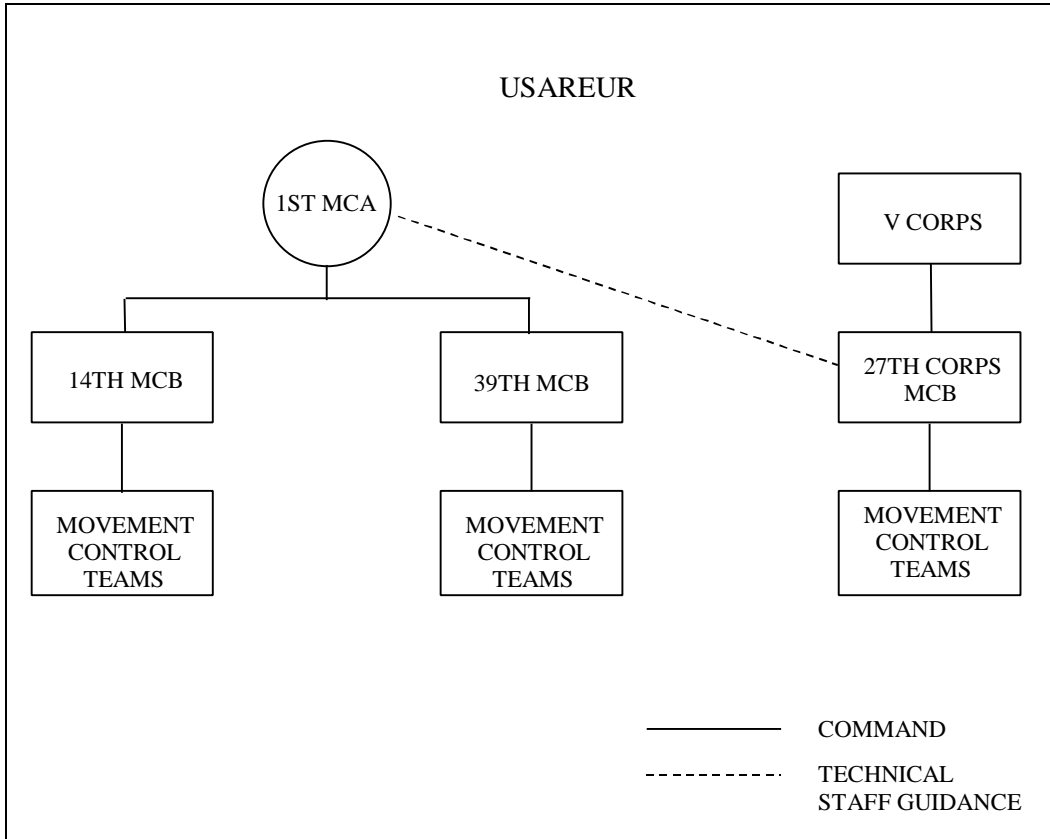 USAREUR
1ST MCA
V CORPS
14TH MCB
39TH MCB
27TH CORPS
MCB
MOVEMENT
CONTROL
TEAMS
MOVEMENT
CONTROL
TEAMS
MOVEMENT
CONTROL
TEAMS
COMMAND
TECHNICAL
STAFF GUIDANCE